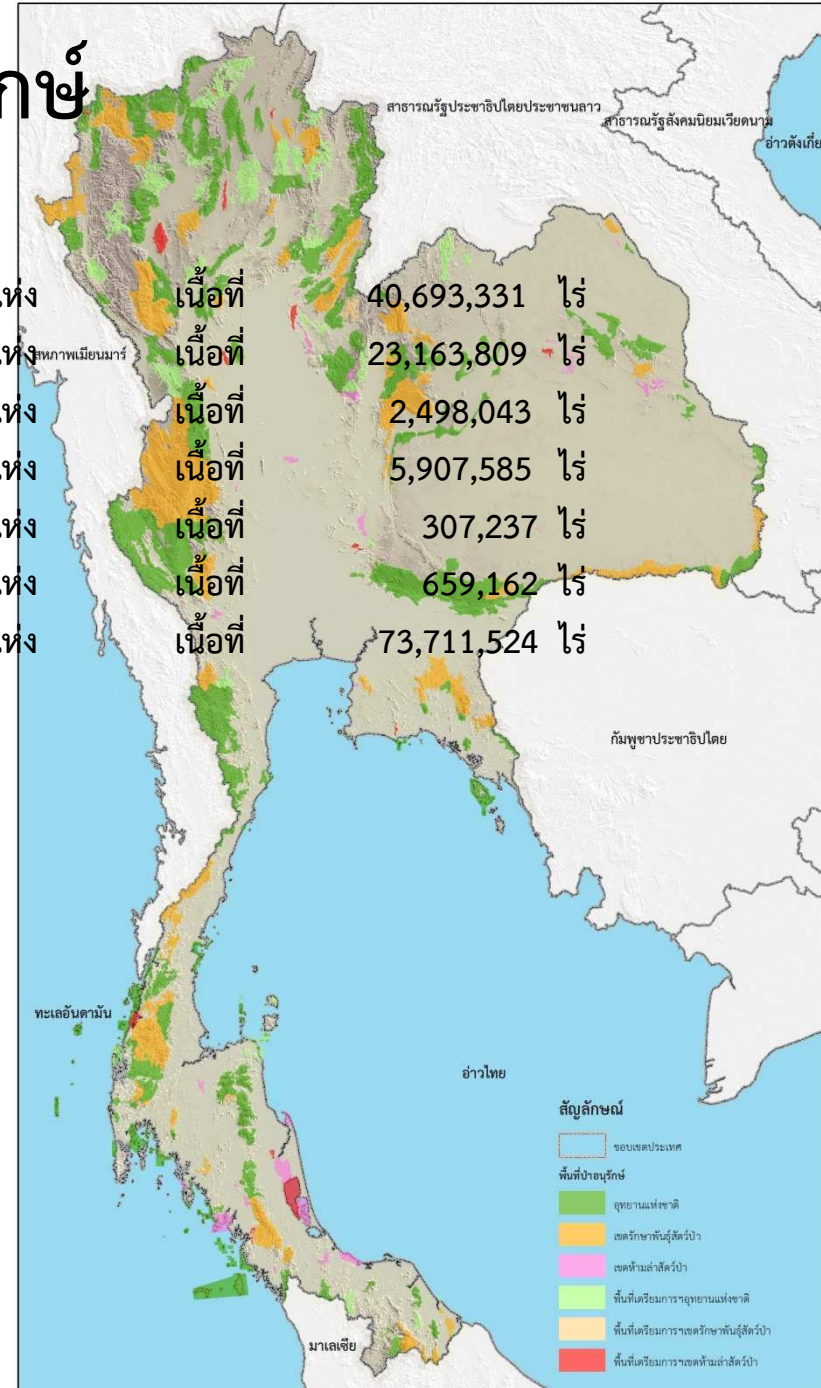 กษ์
สาธารณรัฐประชาธิปไตยประชาชนลาว
สาธารณรัฐสังคมนิยมเวียดนาม
อ่าวตังเกี๋ย
ห่ง เนื้อที่ 40,693,331 ไร่
ห่ง เนื้อที่ 23,163,809 ไร่
สหภาพเมียนมาร์
ห่ง เนื้อที่ 2,498,043 ไร่
ห่ง เนื้อที่ 5,907,585 ไร่
ห่ง เนื้อที่ 307,237 ไร่
ห่ง เนื้อที่ 659,162 ไร่
ห่ง เนื้อที่ 73,711,524 ไร่
กัมพูชาประชาธิปไตย
ทะเลอันดามัน
อ่าวไทย
สัญลักษณ์
ขอบเขตประเทศ
พื้นที่ป่าอนุรักษ์
อุทยานแห่งชาติ
เขตรักษาพันธุ์สัตว์ป่า
เขตห้ามล่าสัตว์ป่า
พื้นที่เตรียมการฯอุทยานแห่งชาติ
พื้นที่เตรียมการฯเขตรักษาพันธุ์สัตว์ป่า
พื้นที่เตรียมการฯเขตห้ามล่าสัตว์ป่า
มาเลเซีย